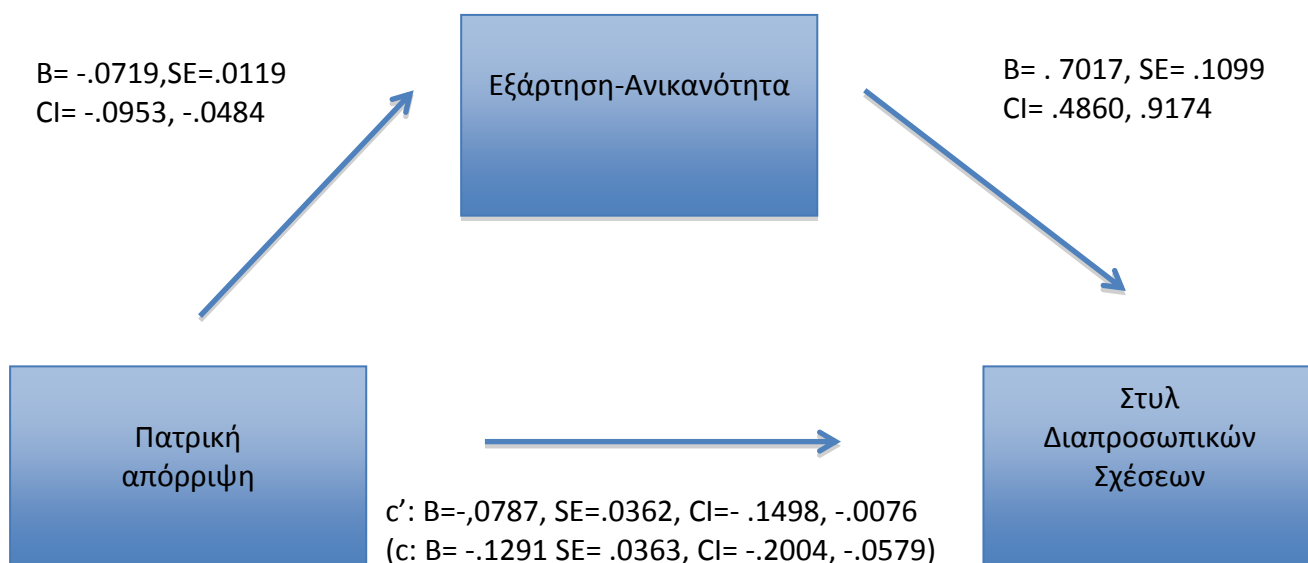 B= -.0719,SE=.0119
CI= -.0953, -.0484
Εξάρτηση-Ανικανότητα
B= . 7017, SE= .1099
CI= .4860, .9174
Πατρική
απόρριψη
Στυλ
Διαπροσωπικών
Σχέσεων
c’: B=-,0787, SE=.0362, CI=- .1498, -.0076
(c: B= -.1291 SE= .0363, CI= -.2004, -.0579)